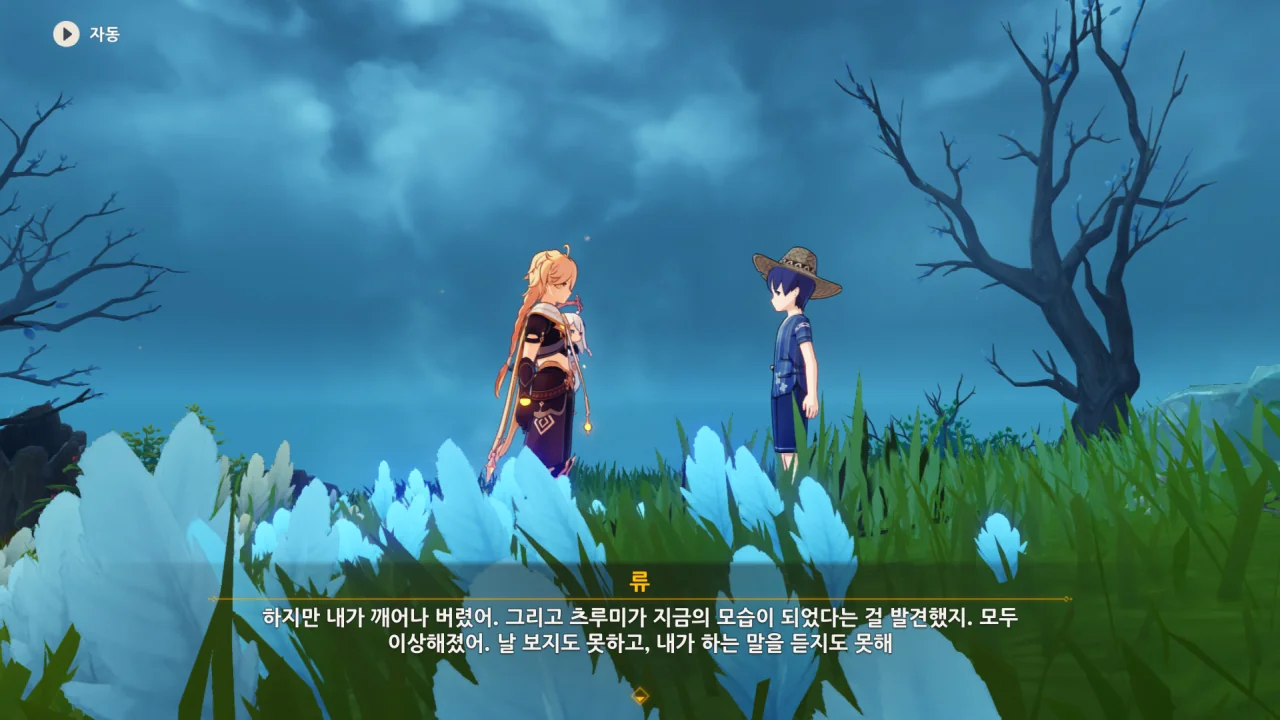 자동
류
하지만 내가 깨어나 버렸어. 그리고 츠루미가 지금의 모습이 되었다는 걸 발견했지. 모두
이상해졌어. 날 보지도 못하고, 내가 하는 말을 듣지도 못해